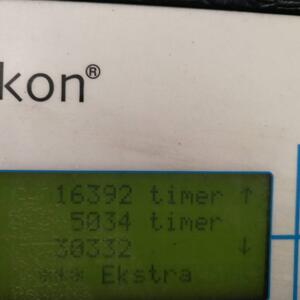 kon®
16392 timer ↑
5034 timer
30332 ↓
*** Ekstra